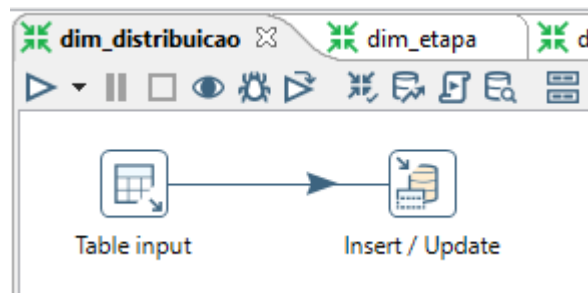 dim_distribuicao
dim_etapa
d
Table input
Insert / Update